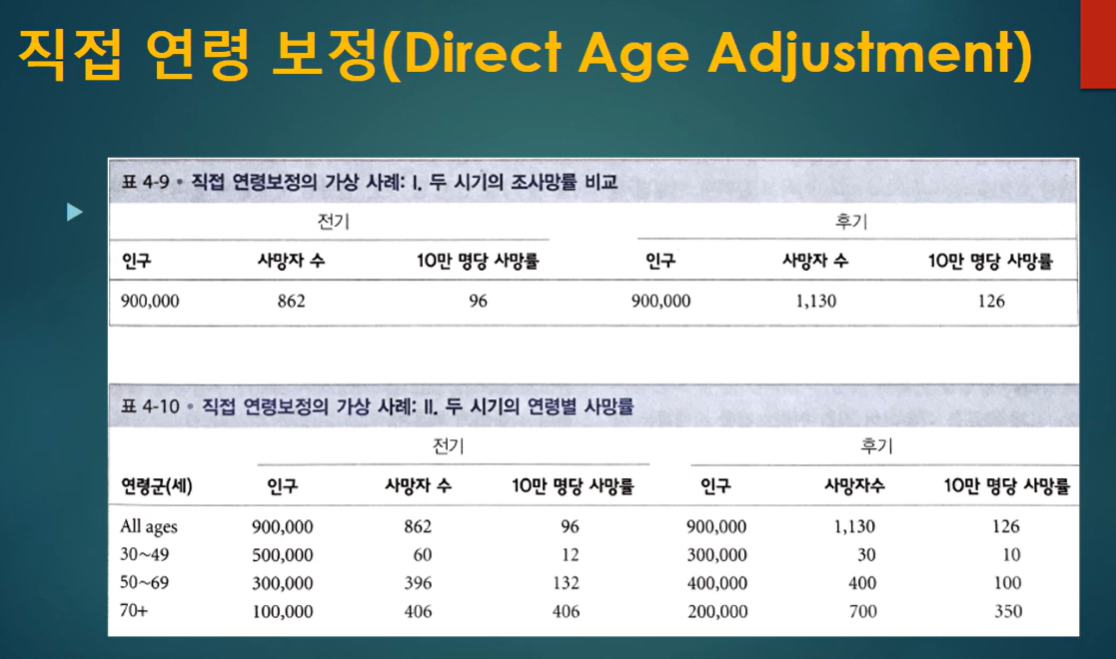 직접 연령 보정(Direct Age Adjustment)
표 4-9 • 직접 연령보정의 가상 사례: I. 두 시기의 조사망률 비교
전기 후기
인구 사망자 수 10만 명당 사망률 인구 사망자 수 10만 명당 사망률
900,000 862 96 900,000 1,130 126
표 4-10 • 직접 연령보정의 가상 사례: II. 두 시기의 연령별 사망률
전기 후기
연령군(세) 인구 사망자 수 10만 명당 사망률 인구 사망자수 10만 명당 사망률
All ages 900,000 862 96 900,000 1,130 126
30~49 500,000 60 12 300,000 30 10
50~69 300,000 396 132 400,000 400 100
70+ 100,000 406 406 200,000 700 350